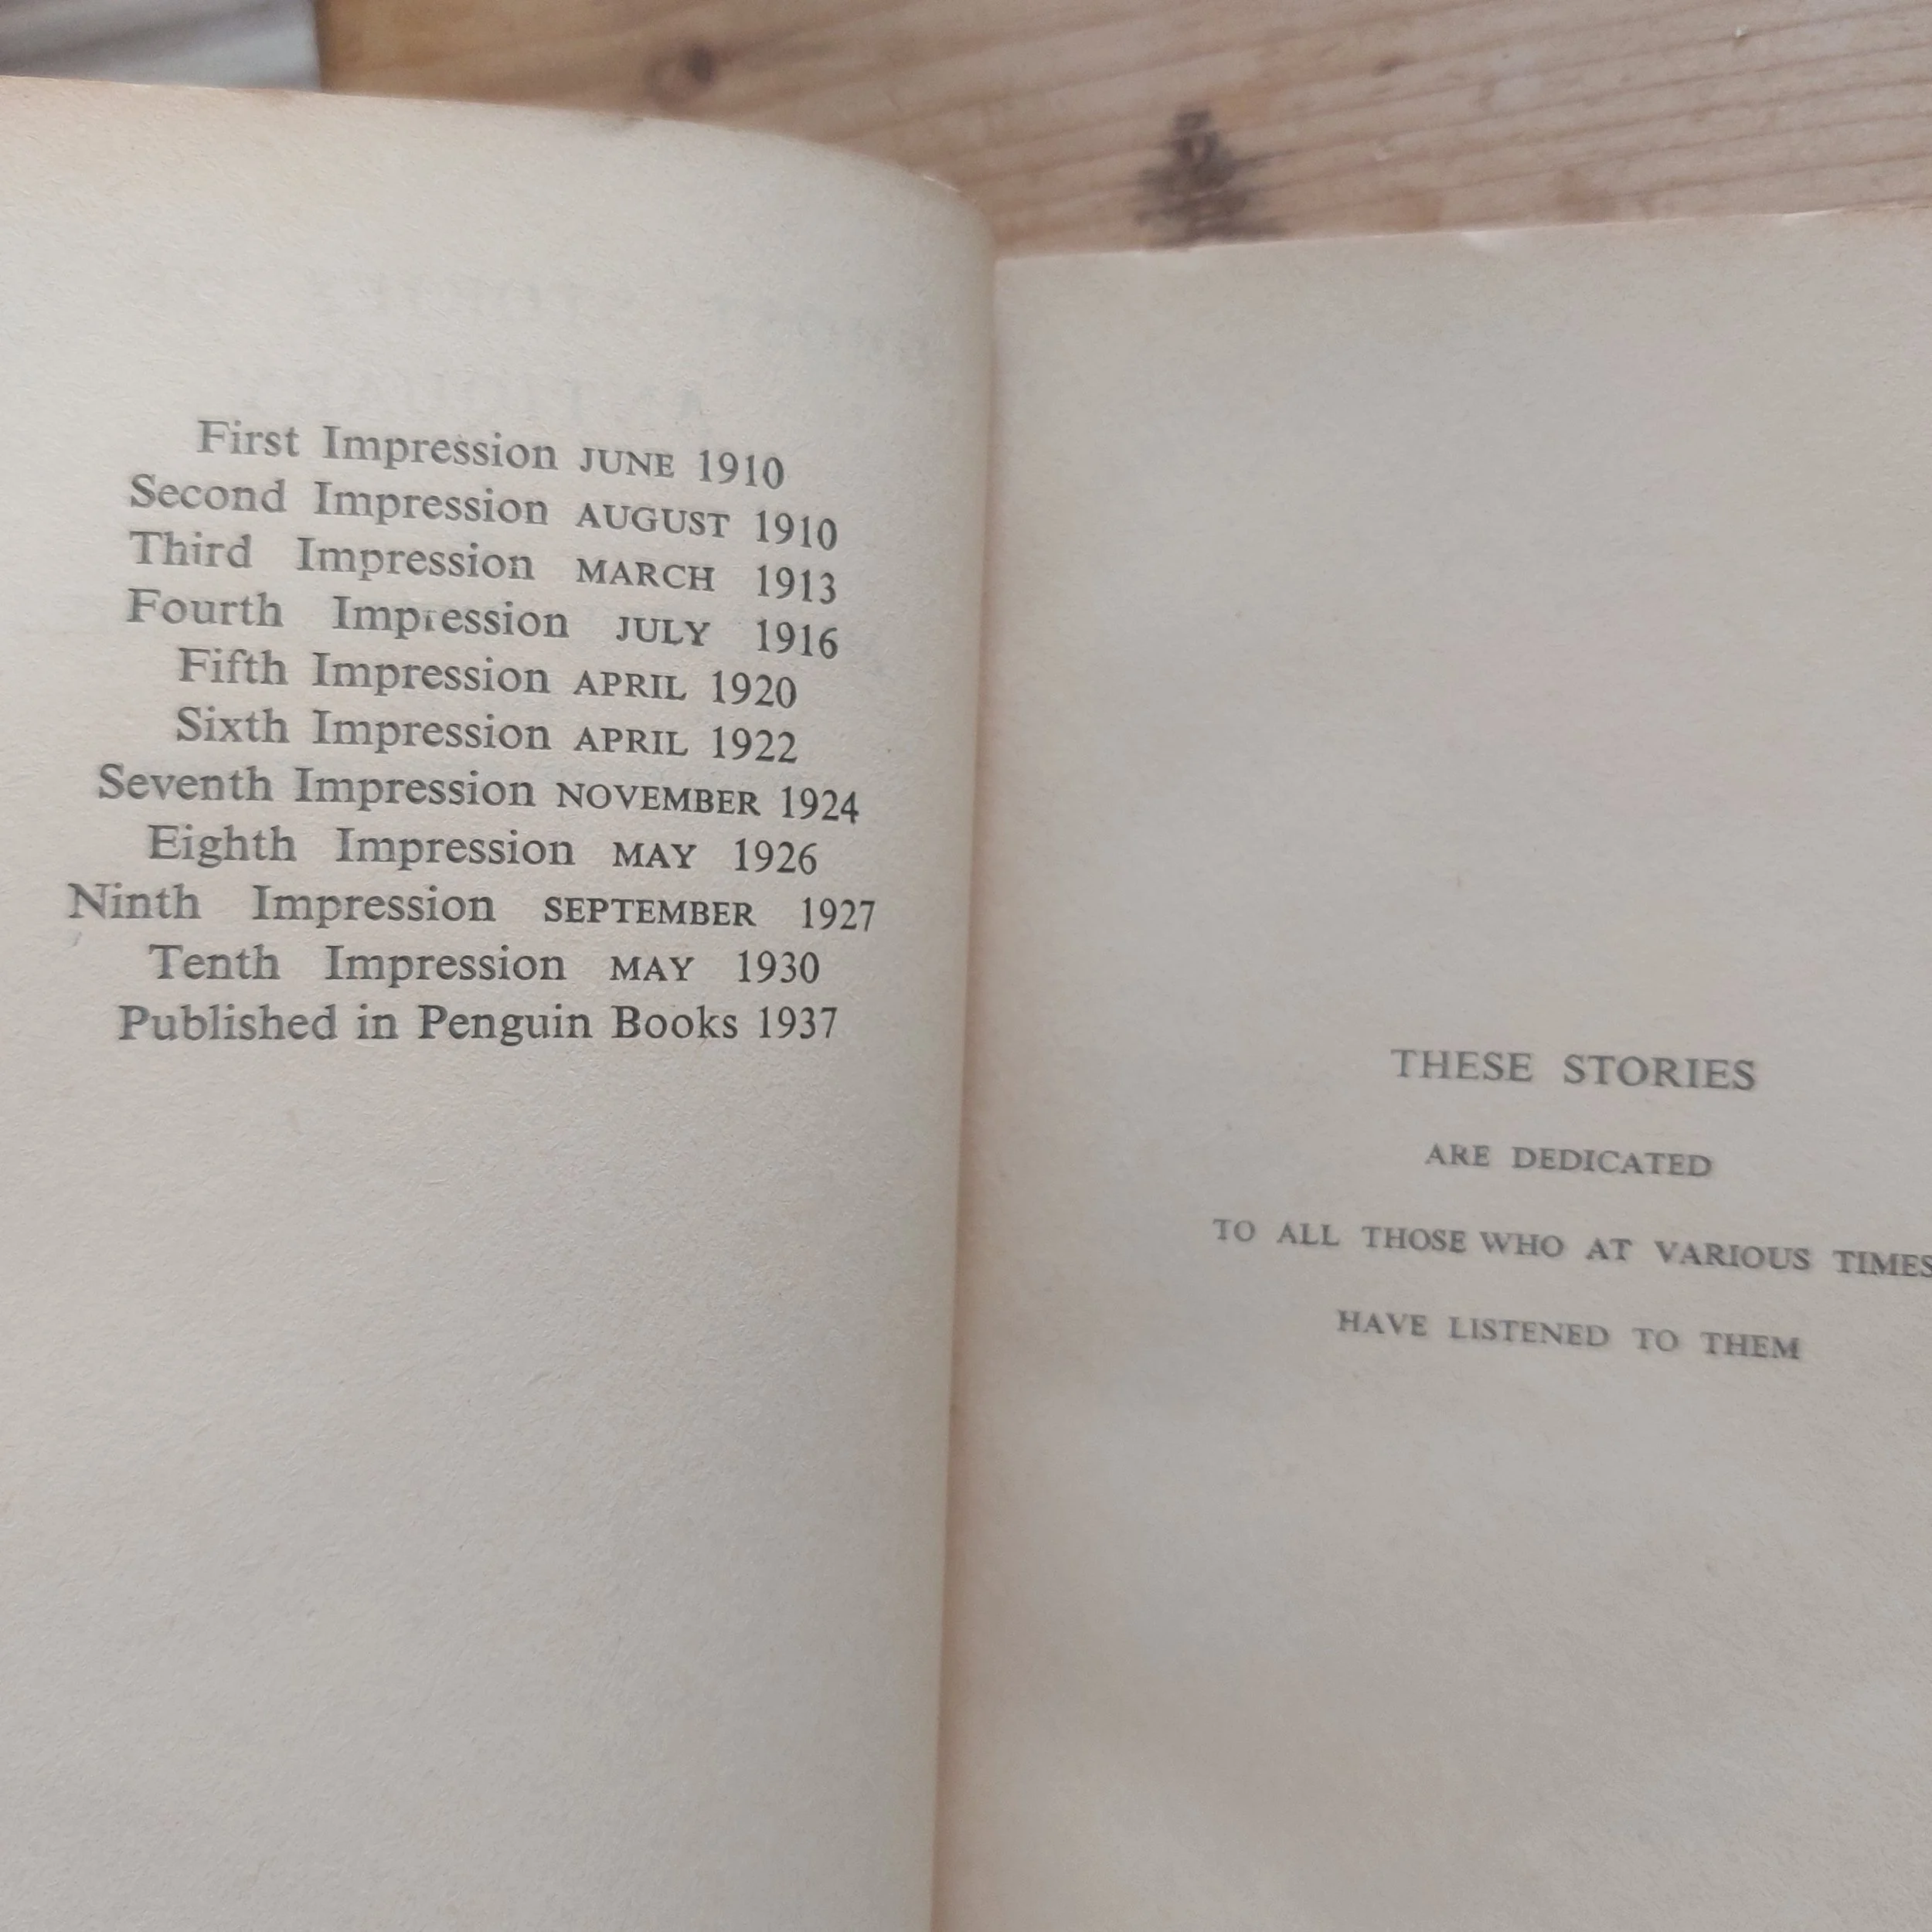 First Impression JUNE 1910
Second Impression AUGUST 1910
Third Impression MARCH 1913
Fourth Impression JULY 1916
Fifth Impression APRIL 1920
Sixth Impression APRIL 1922
Seventh Impression NOVEMBER 1924
Eighth Impression MAY 1926
Ninth Impression SEPTEMBER 1927
Tenth Impression MAY 1930
Published in Penguin Books 1937
THESE STORIES
ARE DEDICATED
TO ALL THOSE WHO AT VARIOUS TIMES
HAVE LISTENED TO THEM